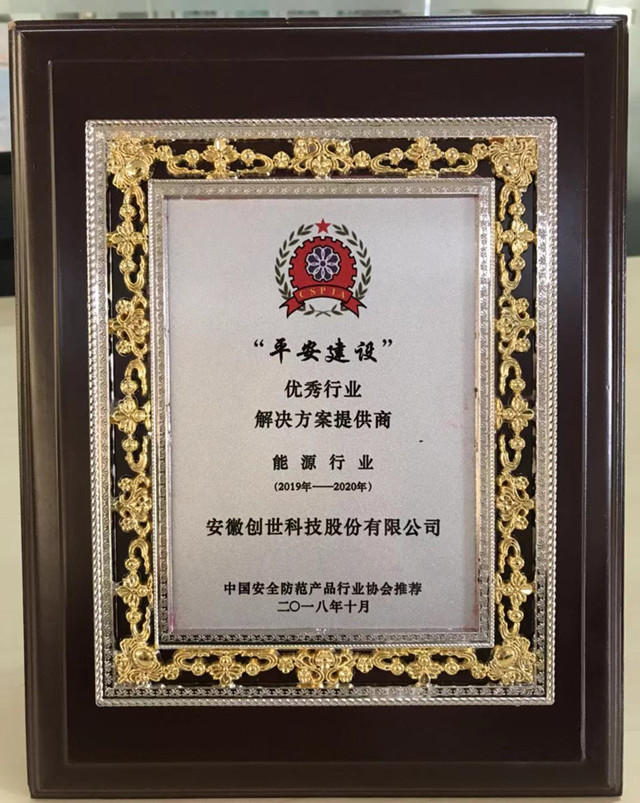 CSPIA
“平安建设”
优秀行业
解决方案提供商
能源行业
(2019年——2020年)
安徽创世科技股份有限公司
中国安全防范产品行业协会推荐
二〇一八年十月